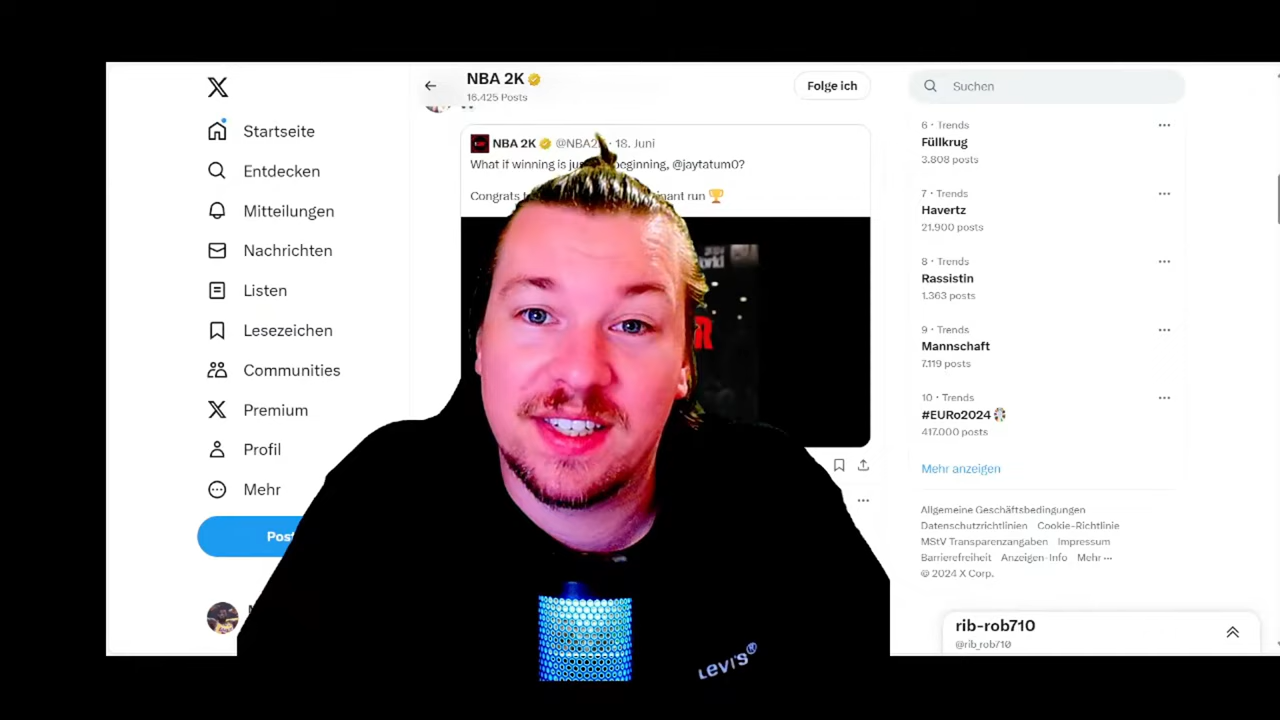 Startseite
Entdecken
Mitteilungen
Nachrichten
Listen
Lesezeichen
Communities
Premium
Profil
Mehr
Post
NBA 2K
16.425 Posts
Folge ich
NBA 2K @NBA2 · 18. Juni
What if winning is beginning, @jaytatum0?
Congrats run 🏆
Suchen
6 · Trends
Füllkrug
3.808 posts
7 · Trends
Havertz
21.900 posts
8 · Trends
Rassistin
1.363 posts
9 · Trends
Mannschaft
7.119 posts
10 · Trends
#EURo2024
417.000 posts
Mehr anzeigen
Allgemeine Geschäftsbedingungen
Datenschutzrichtlinien Cookie-Richtlinie
MStV Transparenzangaben Impressum
Barrierefreiheit Anzeigen-Info Mehr ···
© 2024 X Corp.
rib-rob710
@rib_rob710
LEVI'S®